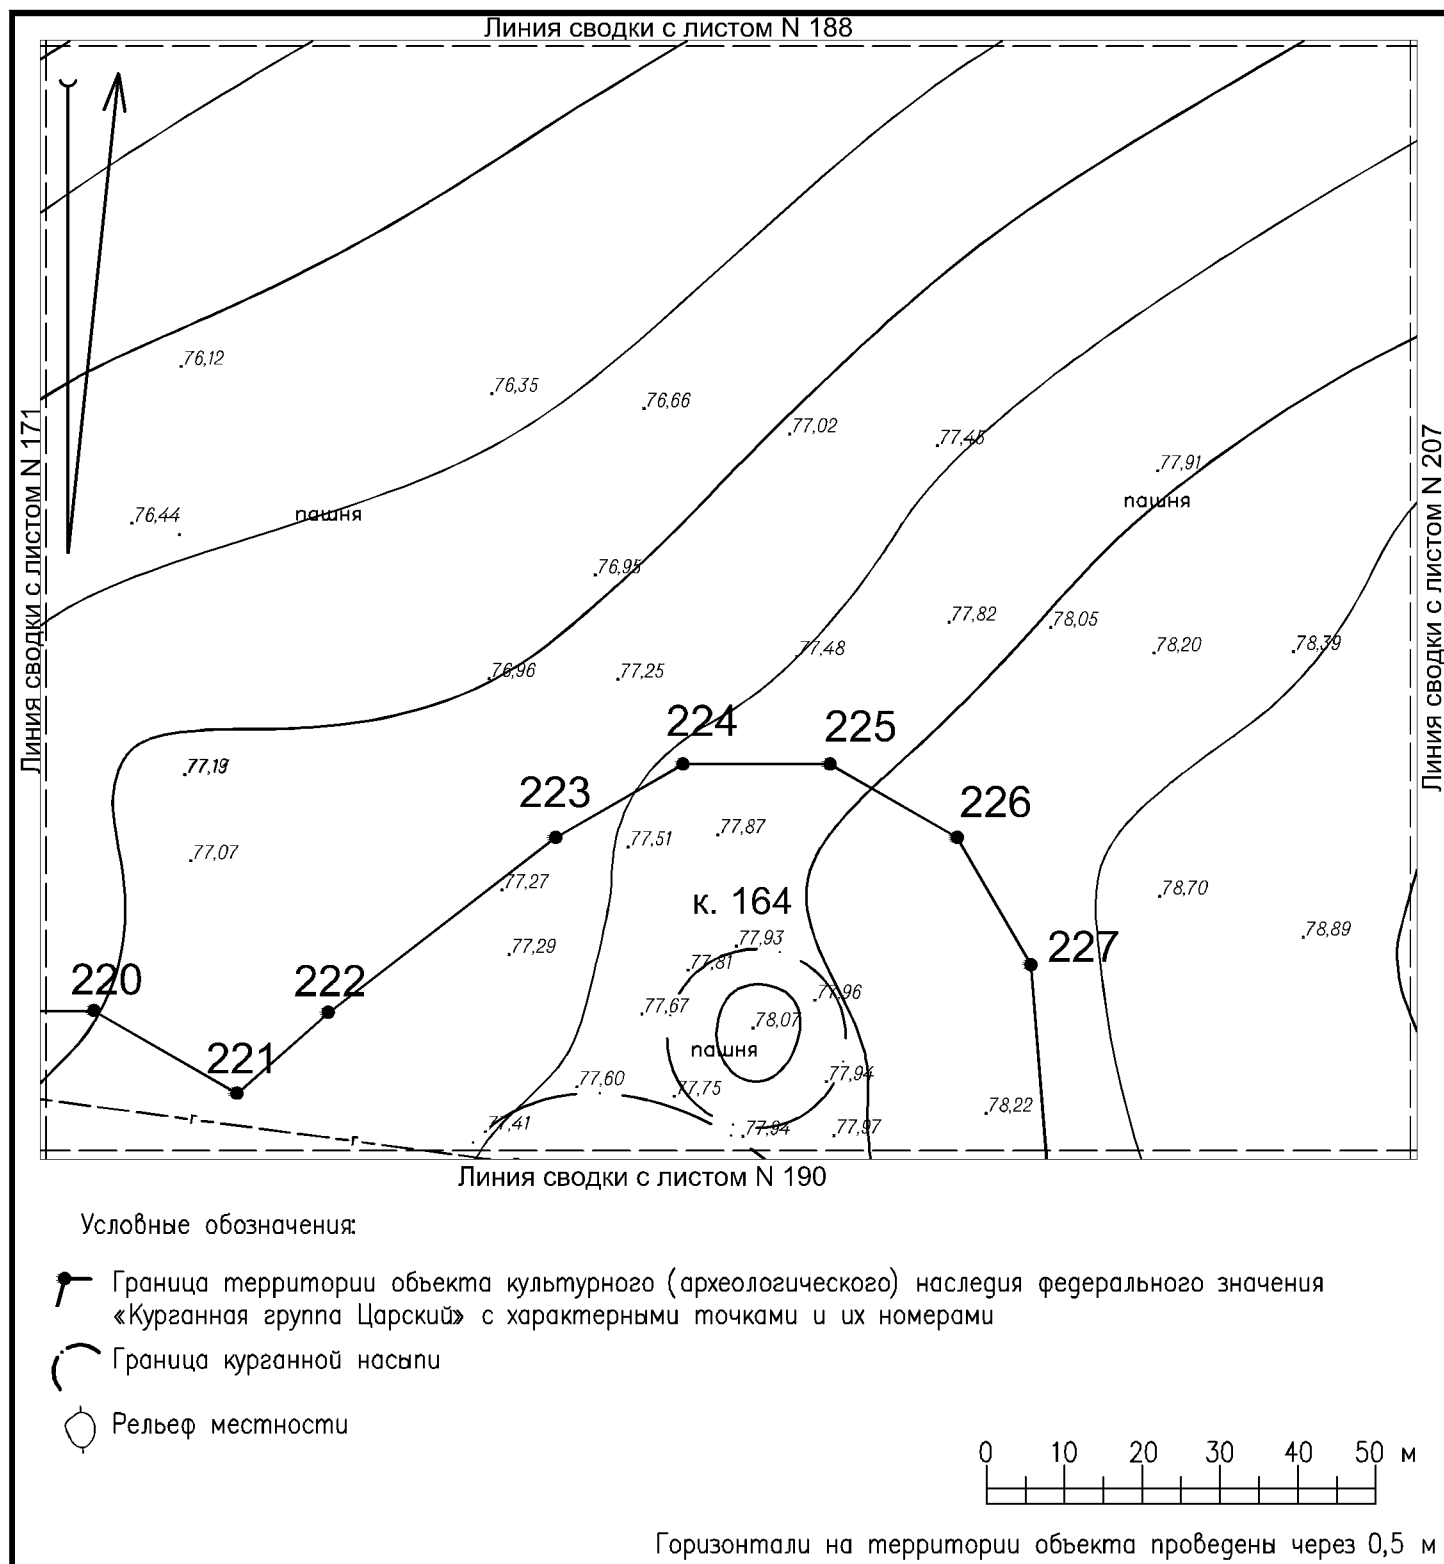 Линия сводки с листом N 188
76,12
76,35
76,66
77,02
77,45
77,91
пашня
Линия сводки с листом N 171
Линия сводки с листом N 207
76,44
пашня
76,95
77,82
78,05
77,48
78,20
78,39
76,96
77,25
224
225
77,19
223
226
77,51
77,87
77,07
77,27
к. 164
78,70
77,93
78,89
77,29
227
77,81
220
222
77,96
77,67
78,07
пашня
221
77,60
77,75
77,94
78,22
г
77,41
77,94
77,97
г
Линия сводки с листом N 190
Условные обозначения:
Граница территории объекта культурного (археологического) наследия федерального значения
«Курганная группа Царский» с характерными точками и их номерами
Граница курганной насыпи
Рельеф местности
0 10 20 30 40 50 м
Горизонтали на территории объекта проведены через 0,5 м